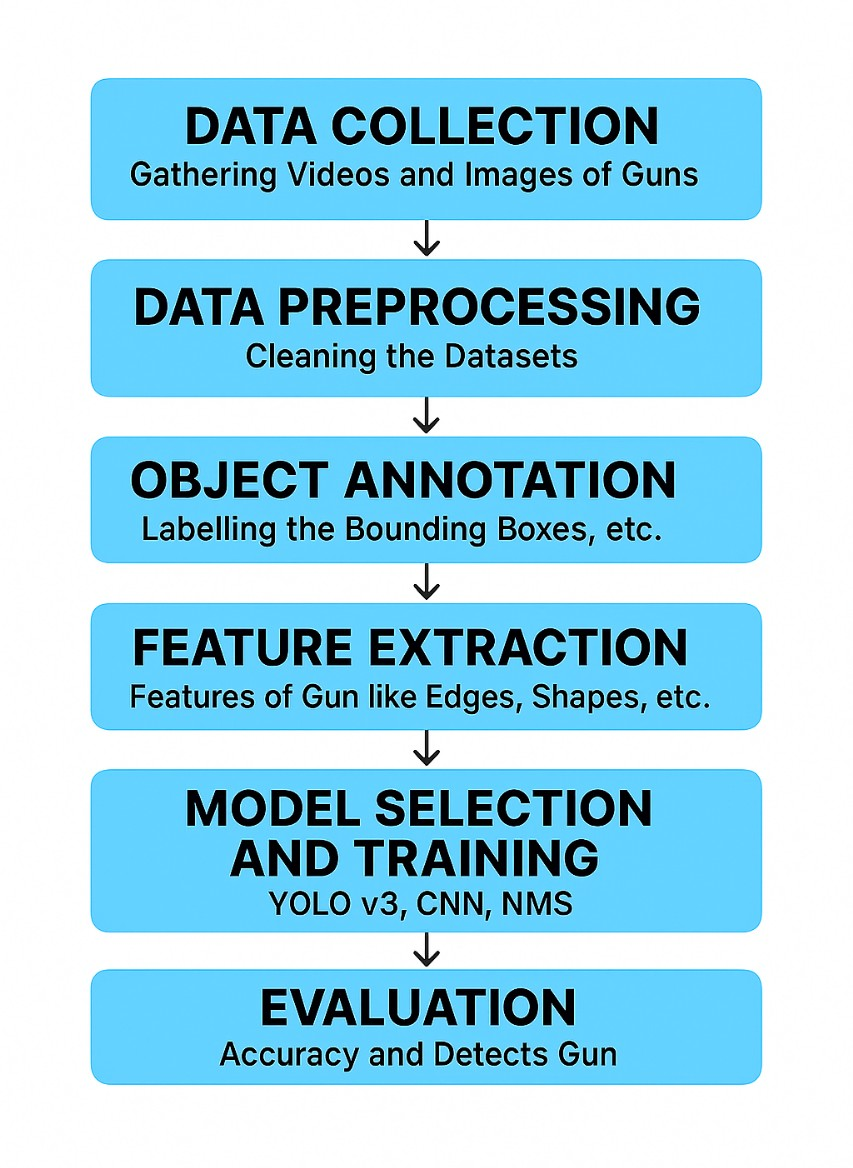 DATA COLLECTION
Gathering Videos and Images of Guns
DATA PREPROCESSING
Cleaning the Datasets
OBJECT ANNOTATION
Labelling the Bounding Boxes, etc.
FEATURE EXTRACTION
Features of Gun like Edges, Shapes, etc.
MODEL SELECTION
AND TRAINING
YOLO v3, CNN, NMS
EVALUATION
Accuracy and Detects Gun